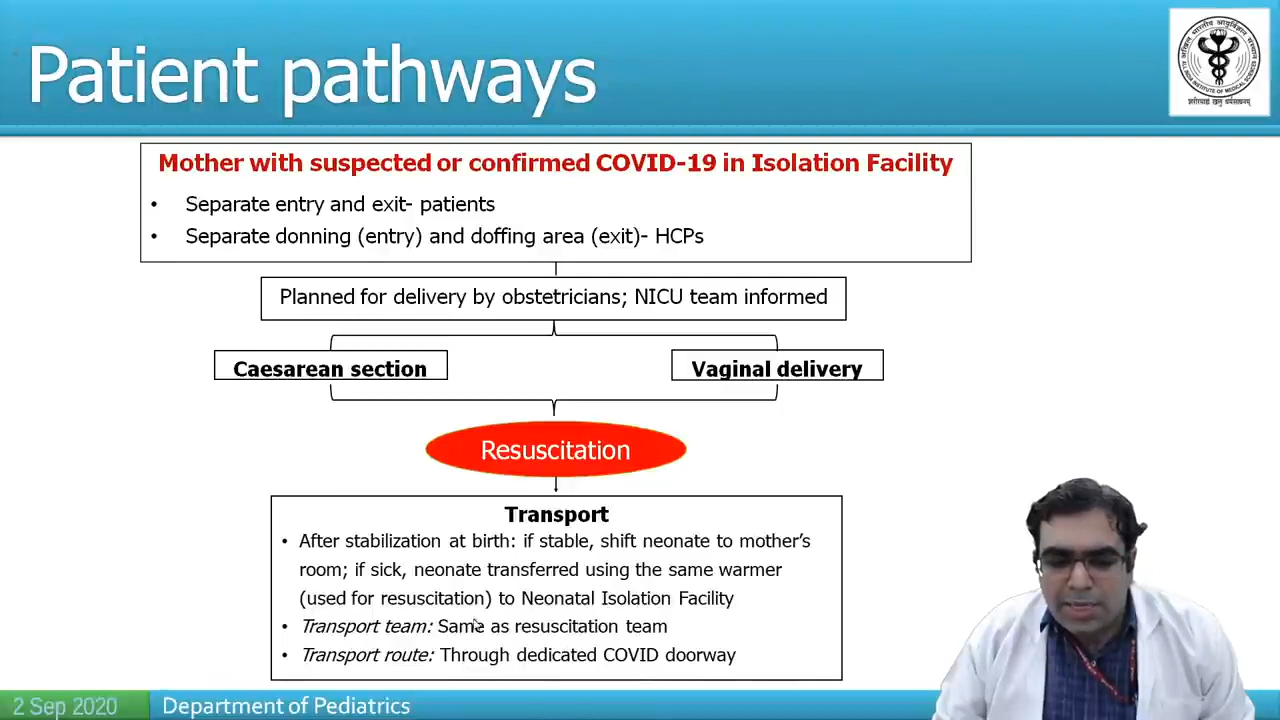 Patient pathways
Mother with suspected or confirmed COVID-19 in Isolation Facility
• Separate entry and exit- patients
• Separate donning (entry) and doffing area (exit)- HCPs
Planned for delivery by obstetricians; NICU team informed
Caesarean section
Vaginal delivery
Resuscitation
Transport
• After stabilization at birth: if stable, shift neonate to mother’s
room; if sick, neonate transferred using the same warmer
(used for resuscitation) to Neonatal Isolation Facility
• Transport team: Same as resuscitation team
• Transport route: Through dedicated COVID doorway
2 Sep 2020
Department of Pediatrics